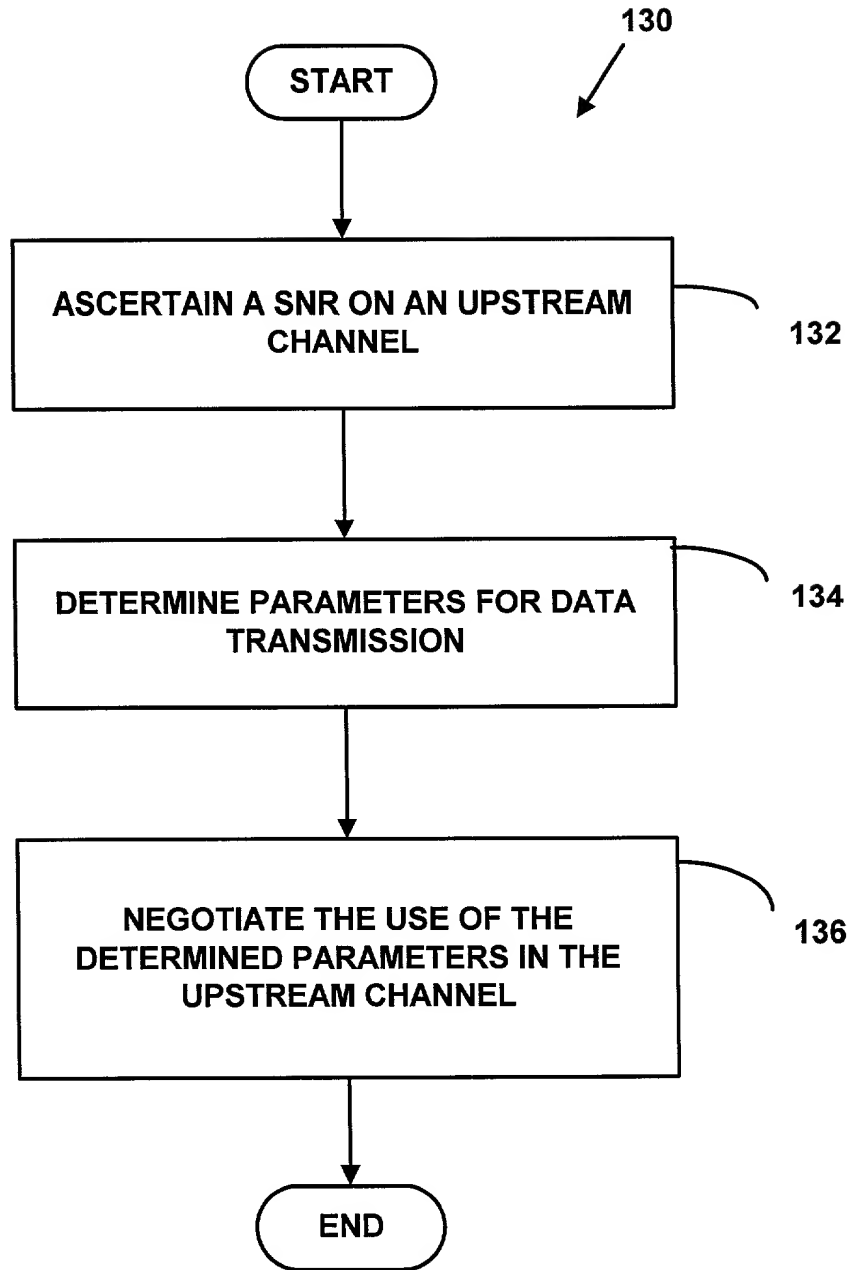 130
START
ASCERTAIN A SNR ON AN UPSTREAM
CHANNEL
132
DETERMINE PARAMETERS FOR DATA
TRANSMISSION
134
NEGOTIATE THE USE OF THE
DETERMINED PARAMETERS IN THE
UPSTREAM CHANNEL
136
END